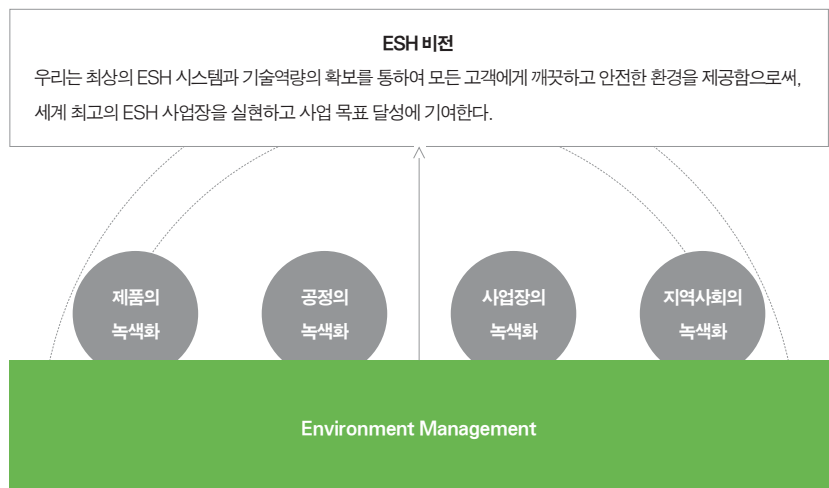 ESH 비전
우리는 최상의 ESH 시스템과 기술역량의 확보를 통하여 모든 고객에게 깨끗하고 안전한 환경을 제공함으로써,
세계 최고의 ESH 사업장을 실현하고 사업 목표 달성에 기여한다.
제품의
녹색화
공정의
녹색화
사업장의
녹색화
지역사회의
녹색화
Environment Management